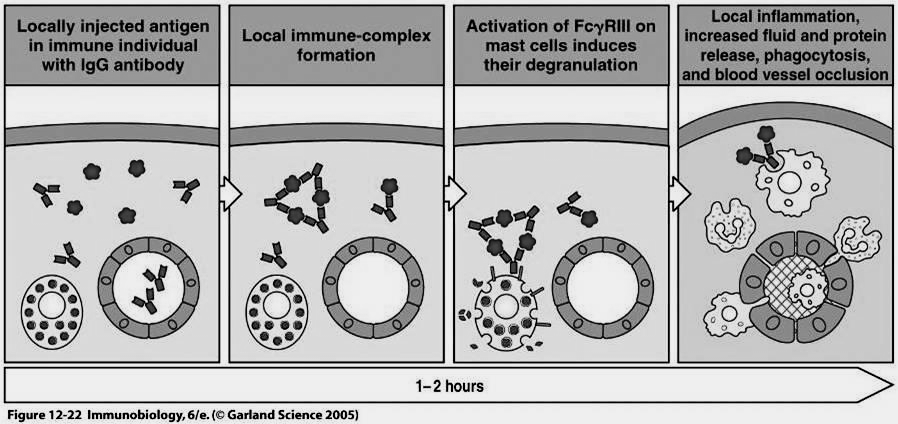 Locally injected antigen
in immune individual
with IgG antibody
Local immune-complex
formation
Activation of FcγRIII on
mast cells induces
their degranulation
Local inflammation,
increased fluid and protein
release, phagocytosis,
and blood vessel occlusion
1–2 hours
Figure 12-22 Immunobiology, 6/e. (© Garland Science 2005)